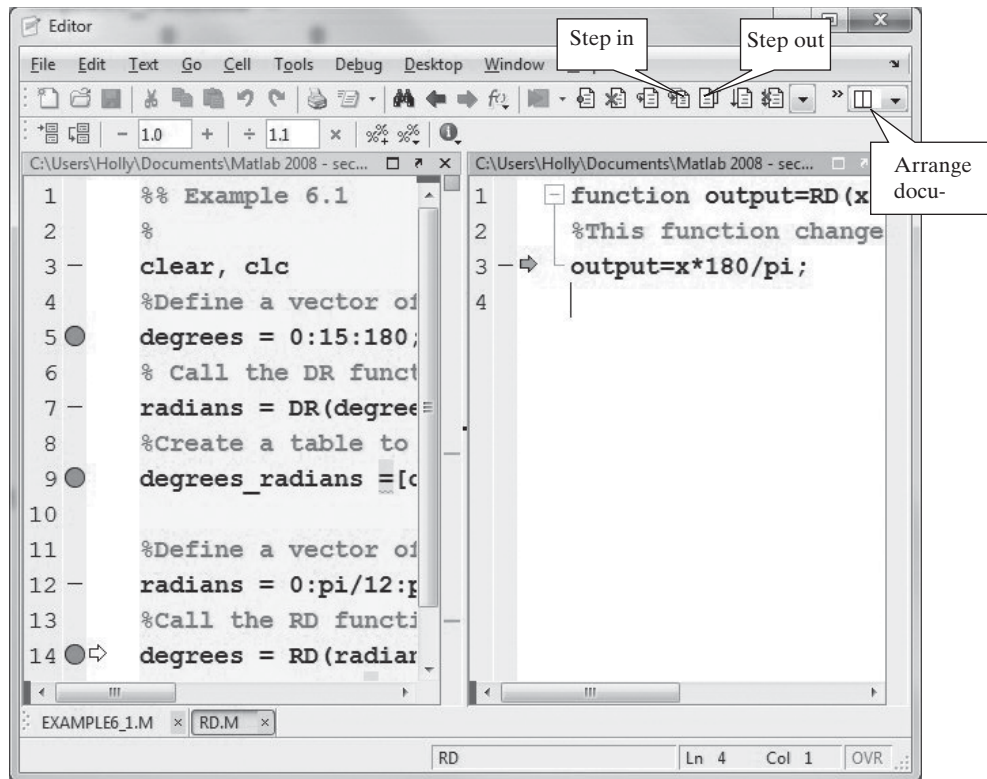 Editor
Step in
Step out
File Edit Text Go Cell Tools Debug Desktop Window
- 1.0 + ÷ 1.1 ×
C:\Users\Holly\Documents\Matlab 2008 - sec...
C:\Users\Holly\Documents\Matlab 2008 - sec...
Arrange
docu-
1 %% Example 6.1
2 %
3 – clear, clc
4 %Define a vector of
5 degrees = 0:15:180;
6 % Call the DR funct
7 – radians = DR(degree
8 %Create a table to
9 degrees_radians =[d
10
11 %Define a vector of
12 – radians = 0:pi/12:p
13 %Call the RD functi
14 degrees = RD(radian
1 function output=RD(x
2 %This function change
3 – output=x*180/pi;
4
EXAMPLE6_1.M × RD.M ×
RD Ln 4 Col 1 OVR